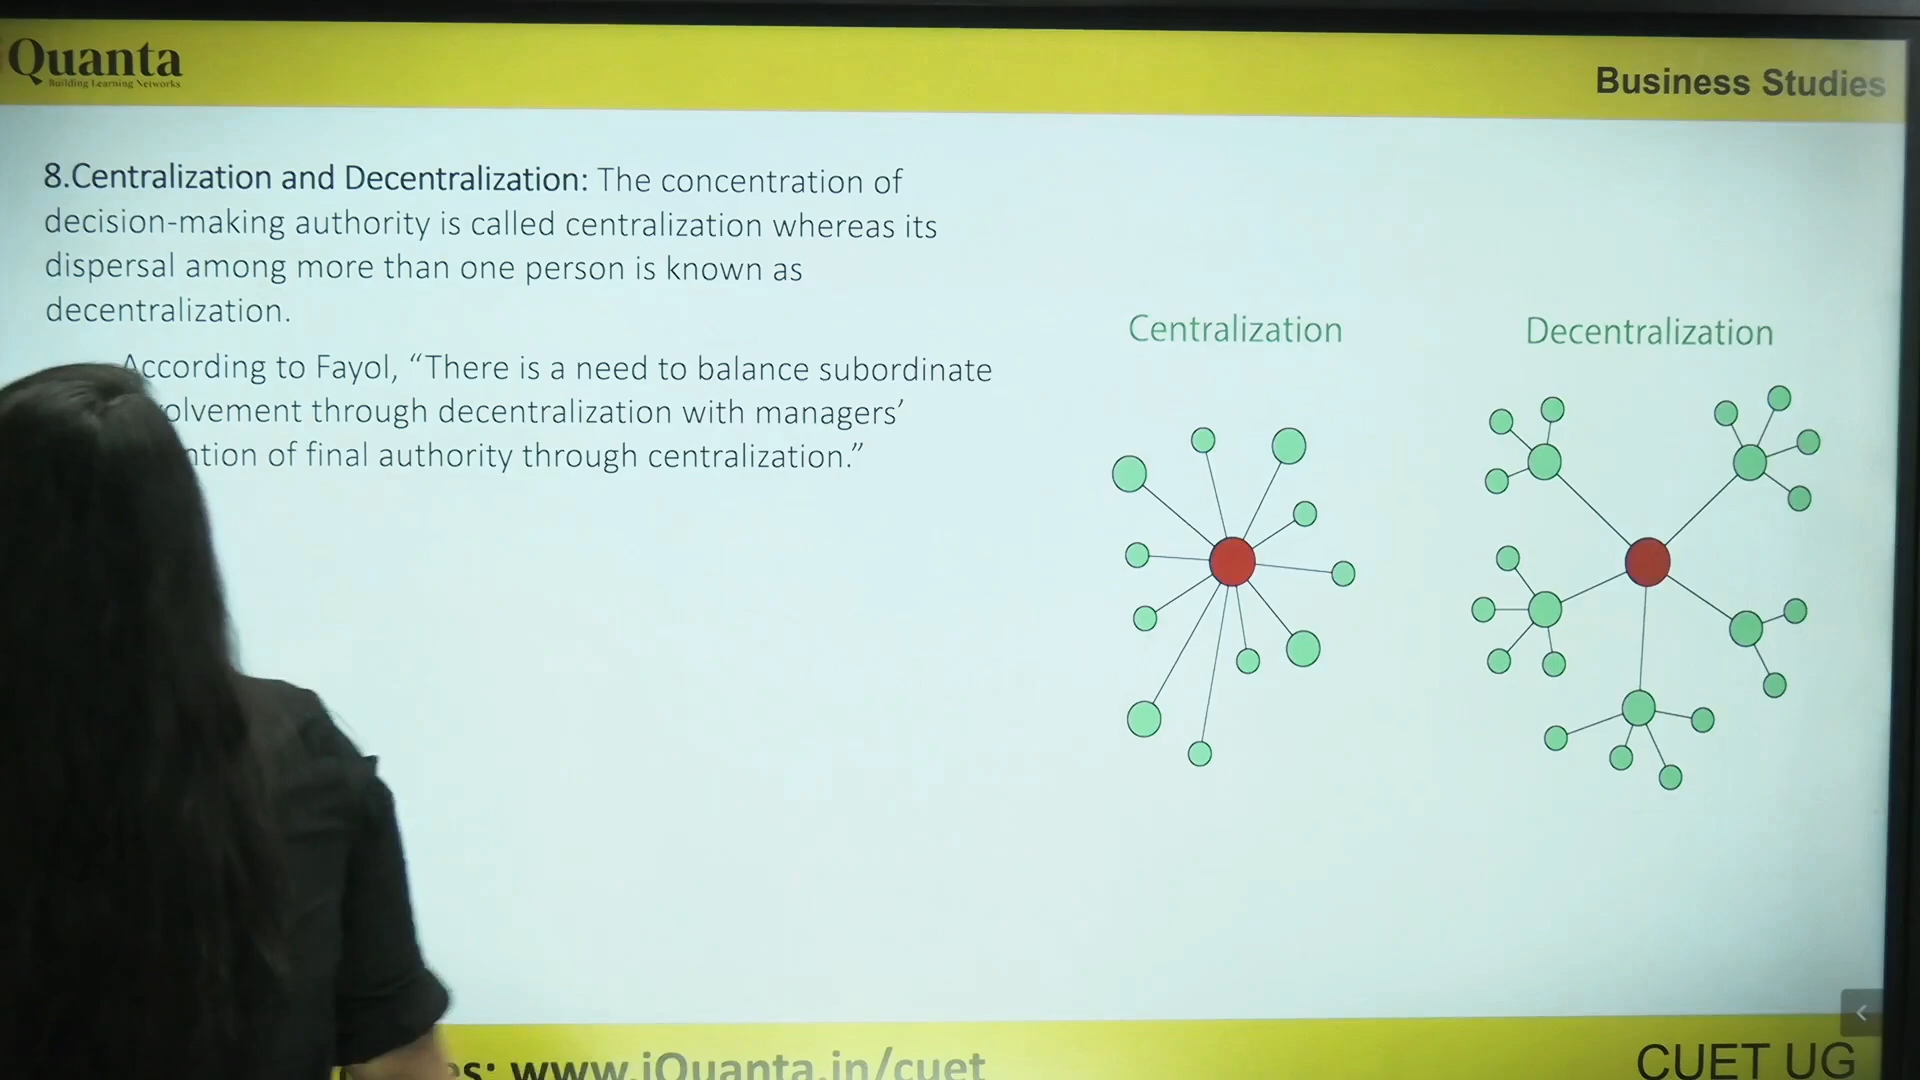 Quanta
Building Learning Networks
Business Studies
8.Centralization and Decentralization: The concentration of
decision-making authority is called centralization whereas its
dispersal among more than one person is known as
decentralization.
According to Fayol, “There is a need to balance subordinate
olvement through decentralization with managers’
ntion of final authority through centralization.”
Centralization
Decentralization
es: www.iQuanta.in/cuet
CUET UG